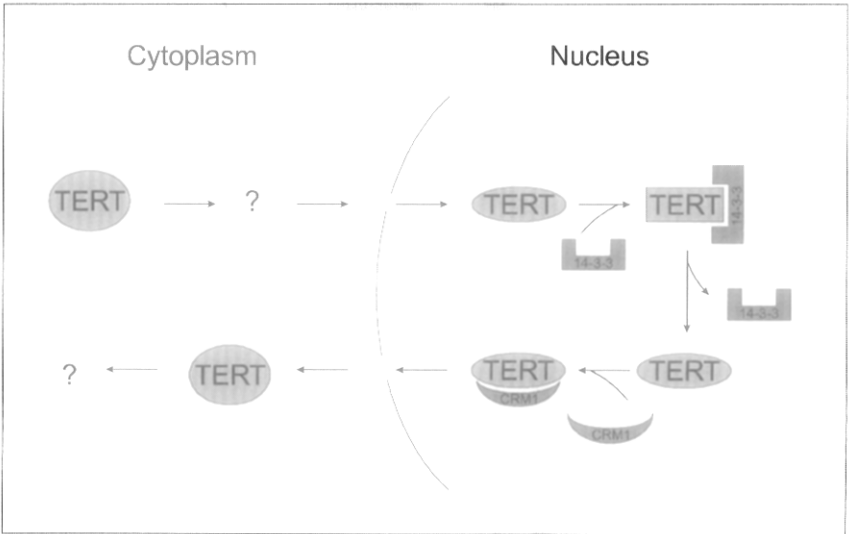 Cytoplasm
Nucleus
TERT
?
TERT
TERT
14-3-3
14-3-3
14-3-3
?
TERT
TERT
CRM1
TERT
CRM1